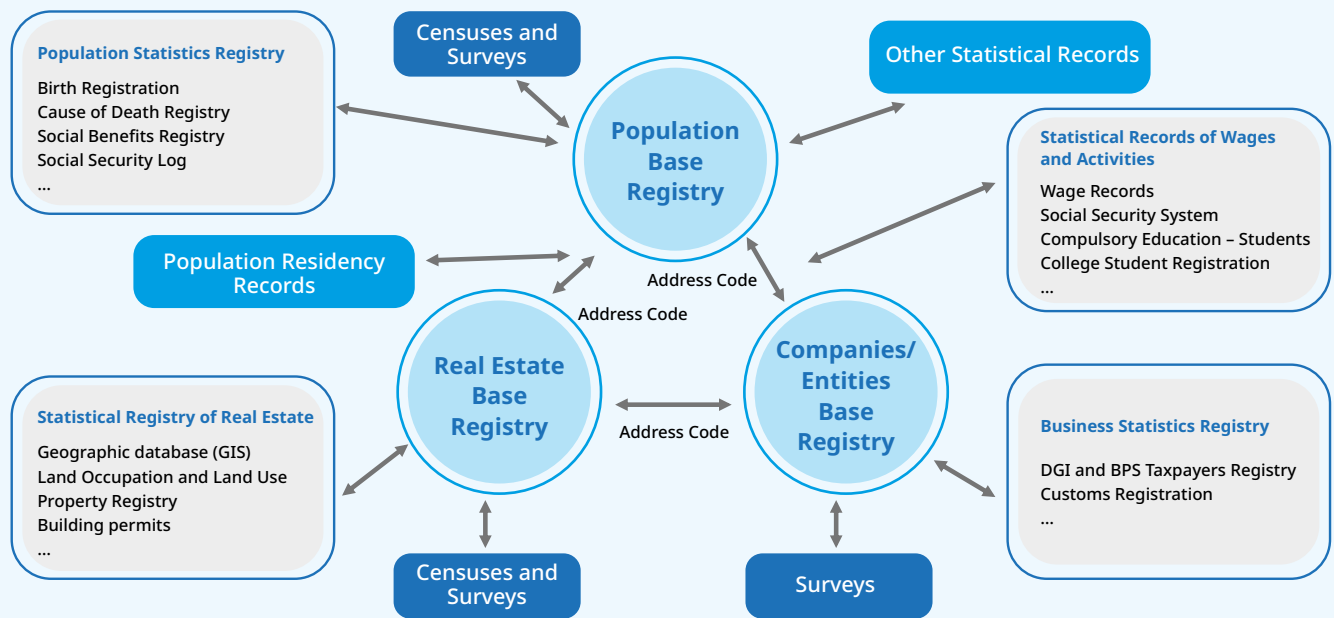 Population Statistics Registry
Birth Registration
Cause of Death Registry
Social Benefits Registry
Social Security Log
...
Censuses and
Surveys
Other Statistical Records
Population
Base
Registry
Statistical Records of Wages
and Activities
Wage Records
Social Security System
Compulsory Education – Students
College Student Registration
...
Population Residency
Records
Address Code
Address Code
Real Estate
Base
Registry
Companies/
Entities
Base
Registry
Address Code
Statistical Registry of Real Estate
Geographic database (GIS)
Land Occupation and Land Use
Property Registry
Building permits
...
Business Statistics Registry
DGI and BPS Taxpayers Registry
Customs Registration
...
Censuses and
Surveys
Surveys